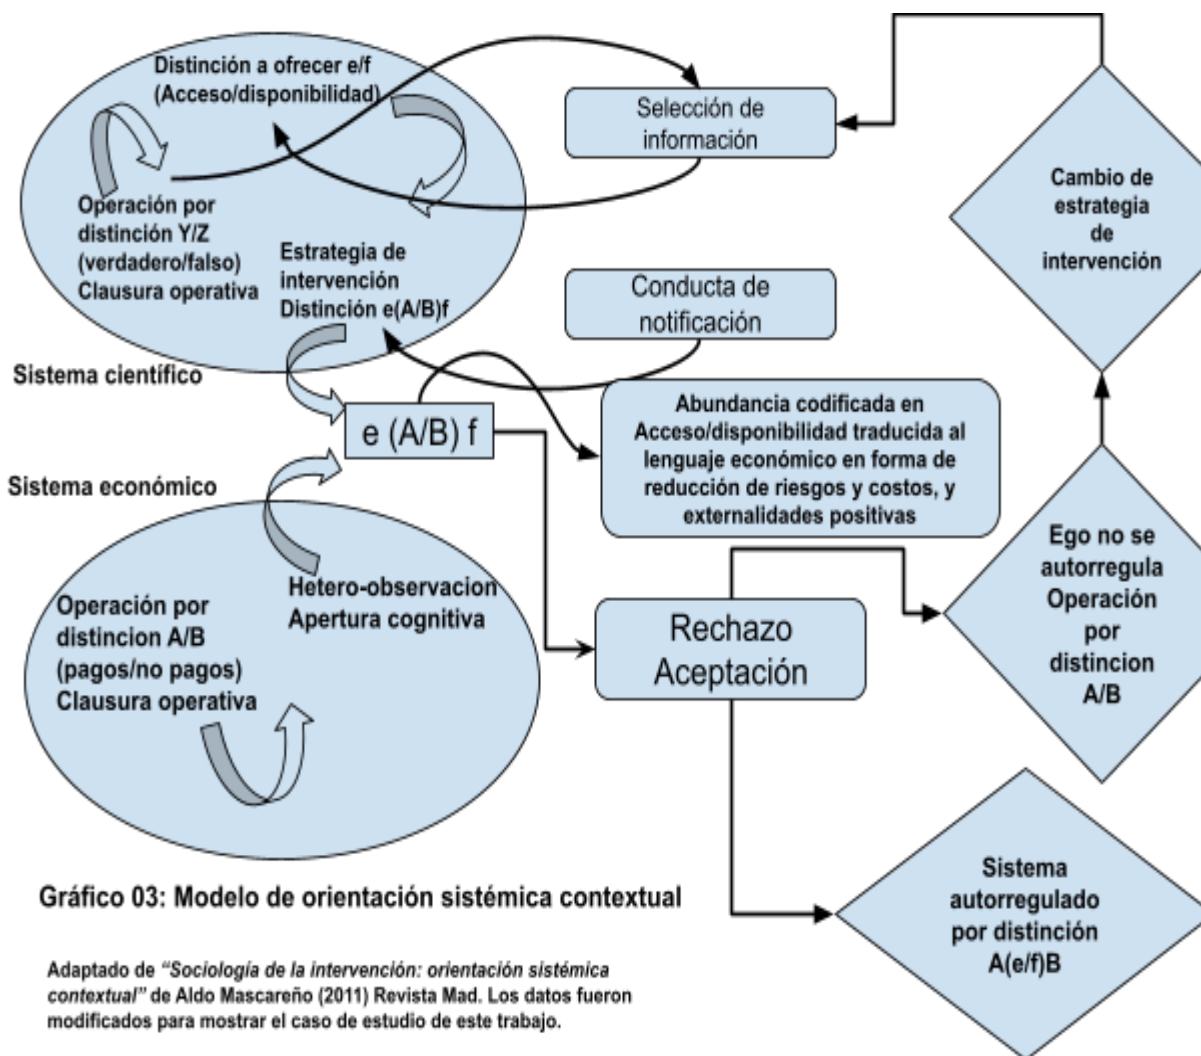 Distinción a ofrecer e/f
(Acceso/disponibilidad)
Operación por
distinción Y/Z
(verdadero/falso)
Clausura operativa
Estrategia de
intervención
Distinción e(A/B)f
Sistema científico
Selección de
información
Conducta de
notificación
Cambio de
estrategia
de
intervención
e (A/B) f
Abundancia codificada en
Acceso/disponibilidad traducida al
lenguaje económico en forma de
reducción de riesgos y costos, y
externalidades positivas
Sistema económico
Hetero-observacion
Apertura cognitiva
Operación por
distincion A/B
(pagos/no pagos)
Clausura operativa
Rechazo
Aceptación
Ego no se
autorregula
Operación
por
distincion
A/B
Sistema
autorregulado
por distinción
A(e/f)B
Gráfico 03: Modelo de orientación sistémica contextual
Adaptado de “Sociología de la intervención: orientación sistémica
contextual” de Aldo Mascareño (2011) Revista Mad. Los datos fueron
modificados para mostrar el caso de estudio de este trabajo.